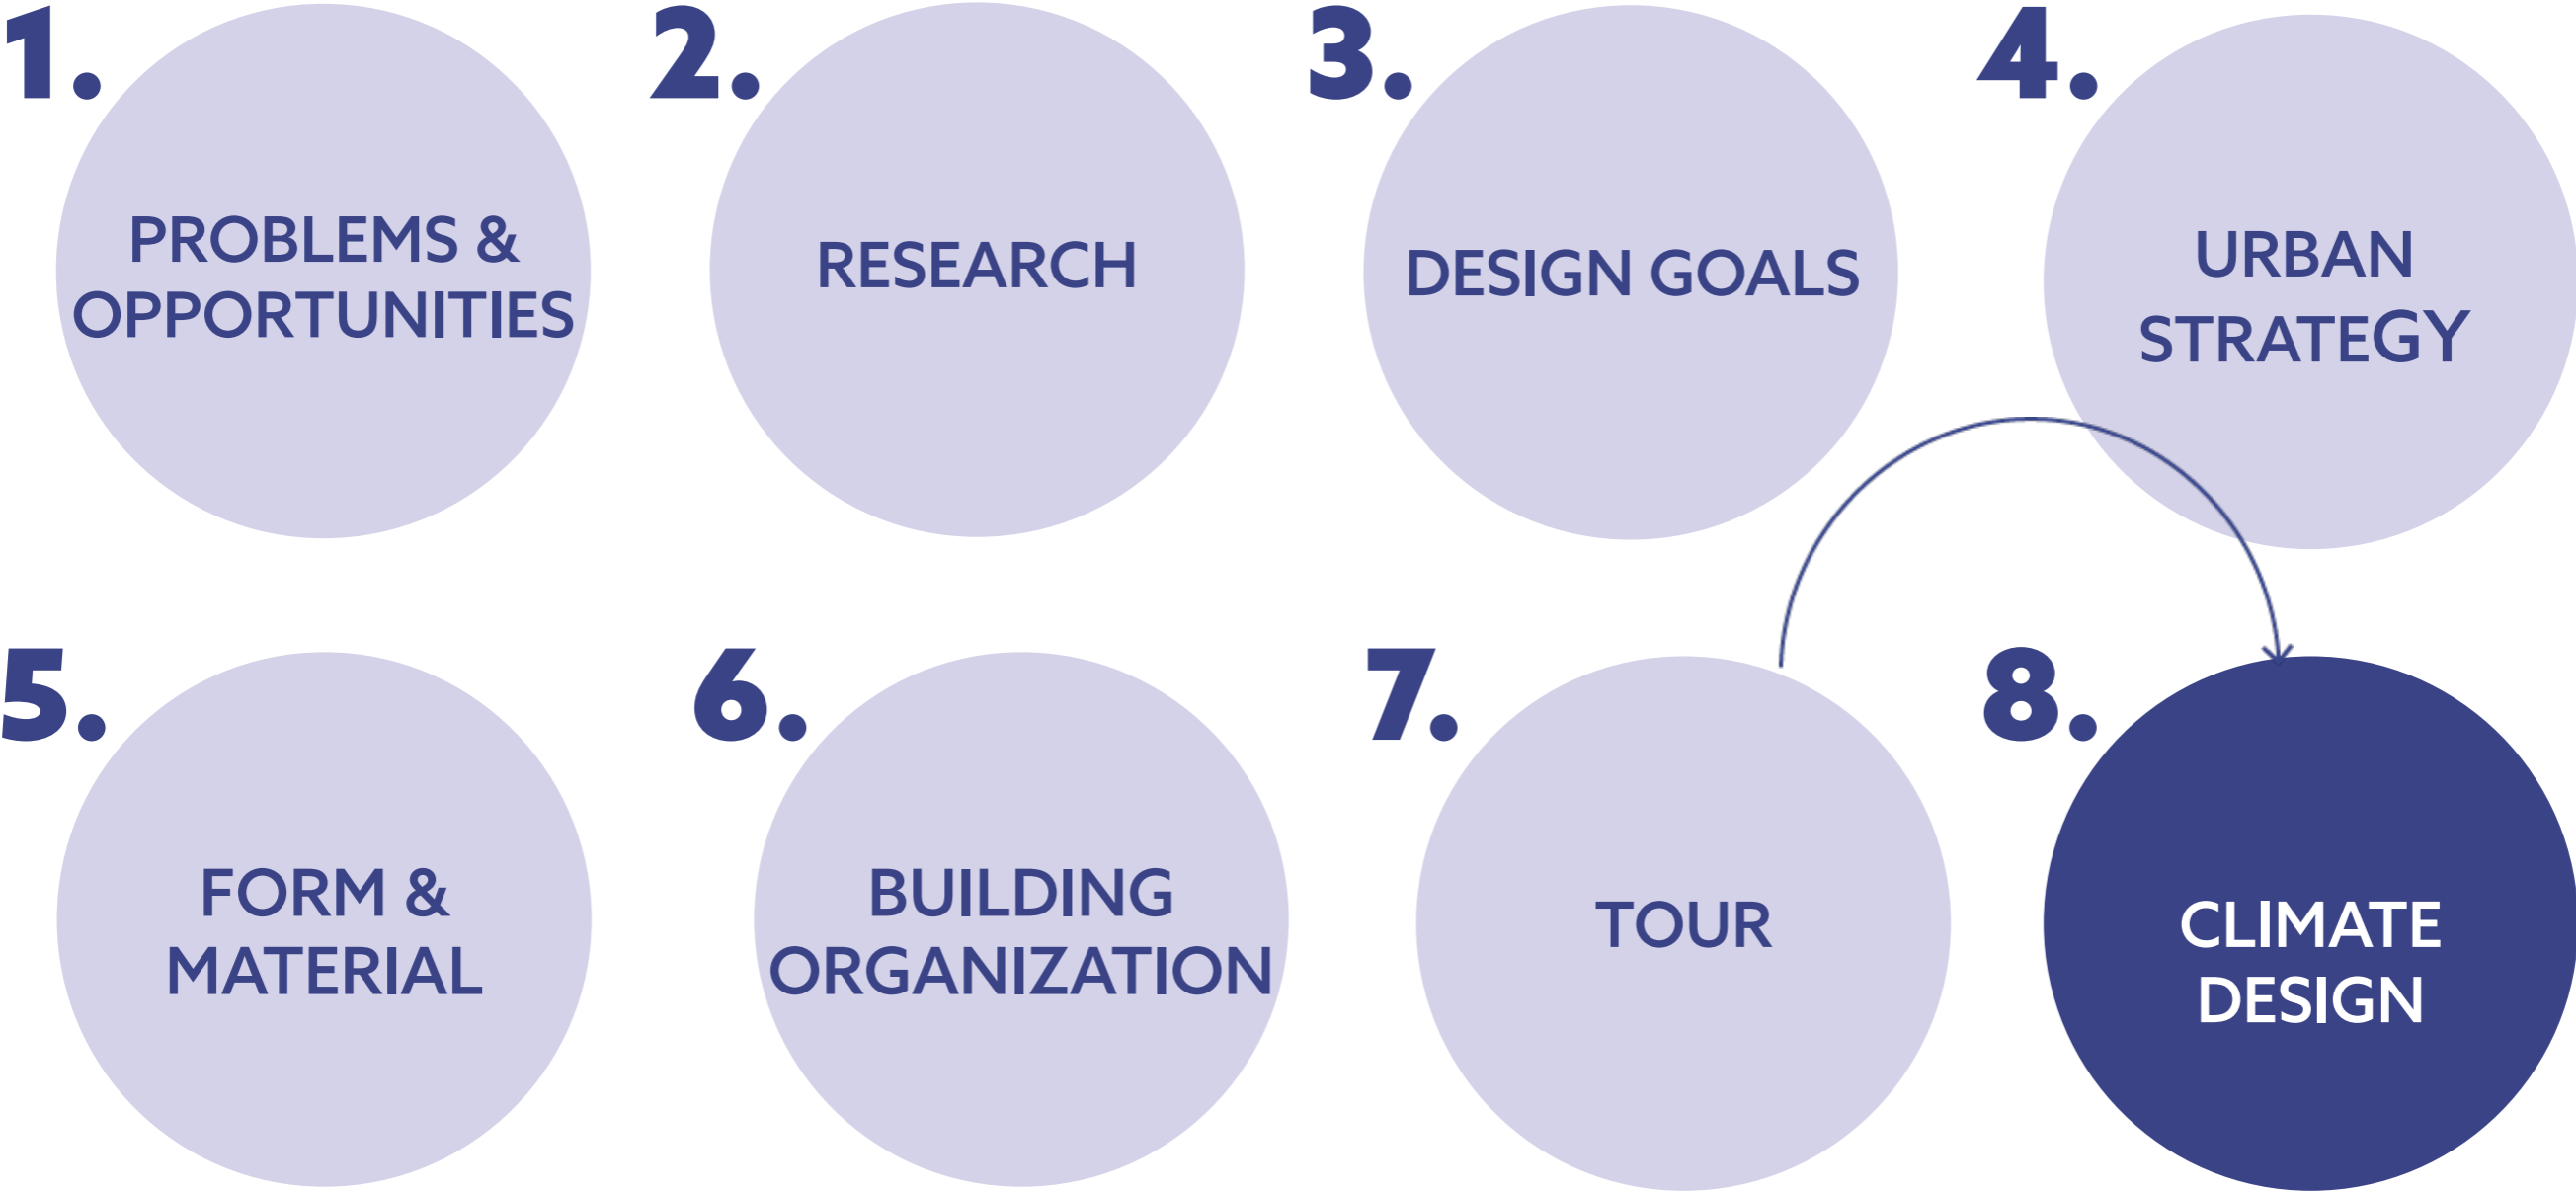 1.
PROBLEMS &
OPPORTUNITIES
2.
RESEARCH
3.
DESIGN GOALS
4.
URBAN
STRATEGY
5.
FORM &
MATERIAL
6.
BUILDING
ORGANIZATION
7.
TOUR
8.
CLIMATE
DESIGN